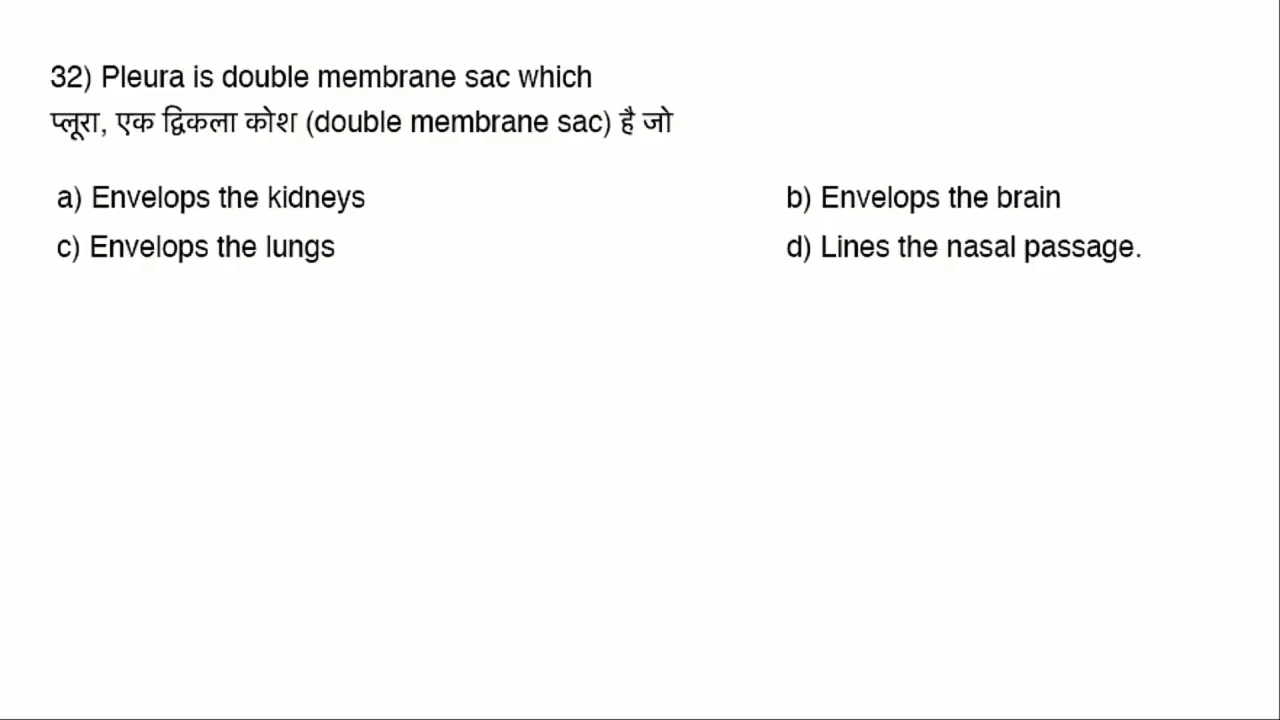 32) Pleura is double membrane sac which
प्लूरा, एक द्विकला कोश (double membrane sac) है जो
a) Envelops the kidneys
b) Envelops the brain
c) Envelops the lungs
d) Lines the nasal passage.